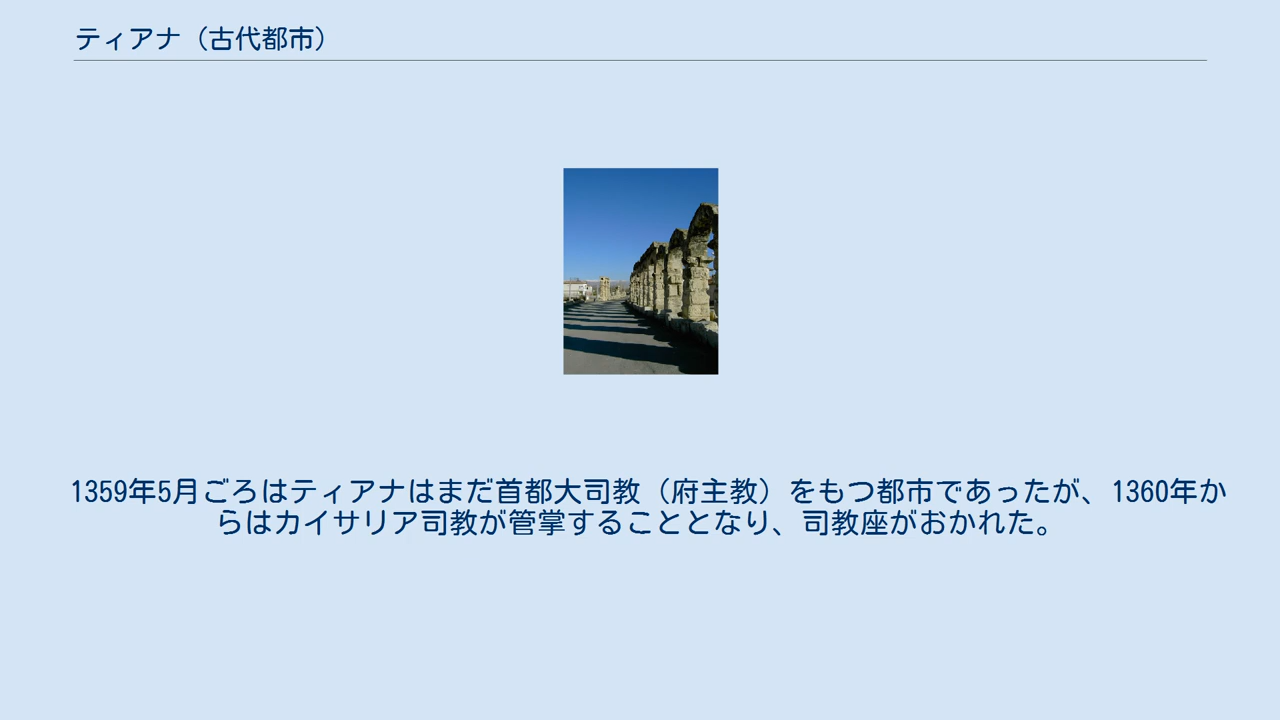 ティアナ（古代都市）
1359年5月ごろはティアナはまだ首都大司教（府主教）をもつ都市であったが、1360年か
らはカイサリア司教が管掌することとなり、司教座がおかれた。